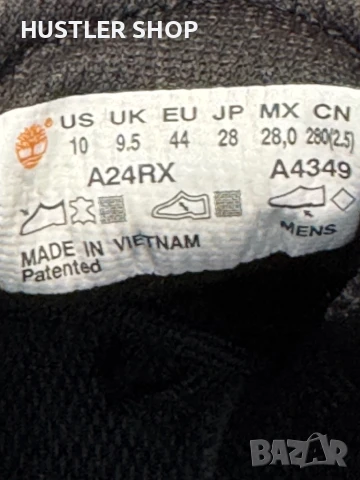 HUSTLER SHOP
US UK EU JP MX CN
10 9.5 44 28 28,0 280(2.5)
A24RX A4349
MADE IN VIETNAM
Patented
MENS
BAZAR